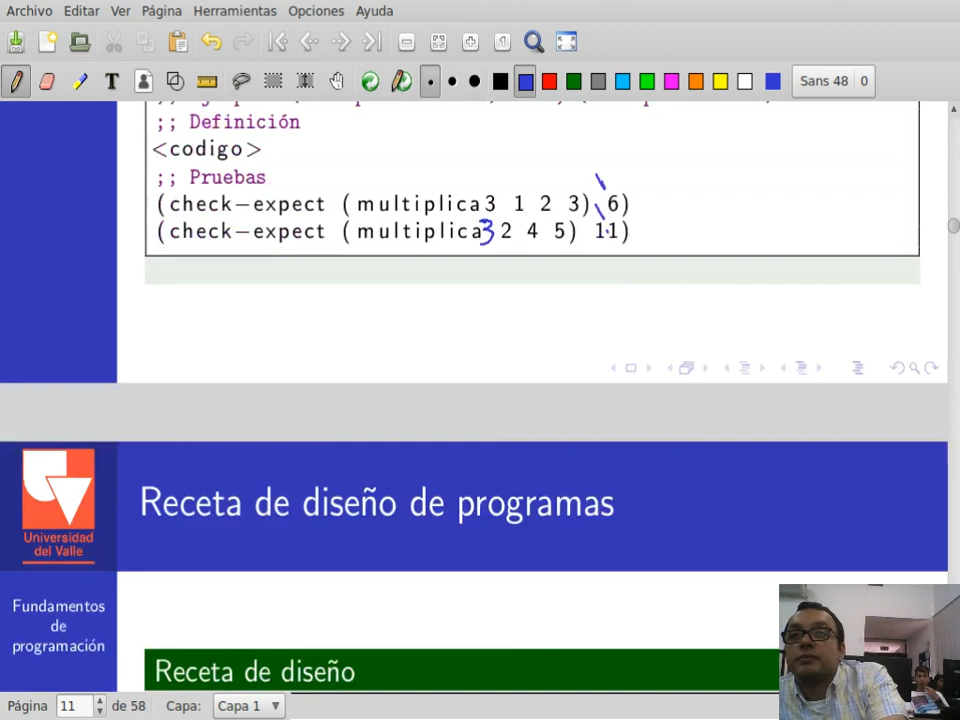 Archivo Editar Ver Página Herramientas Opciones Ayuda
T Sans 48 0
;; Definición
<codigo>
;; Pruebas
(check-expect (multiplica3 1 2 3) 6)
(check-expect (multiplica3 2 4 5) 11)
Universidad
del Valle
Receta de diseño de programas
Fundamentos
de
programación
Receta de diseño
Página 11 de 58 Capa: Capa 1